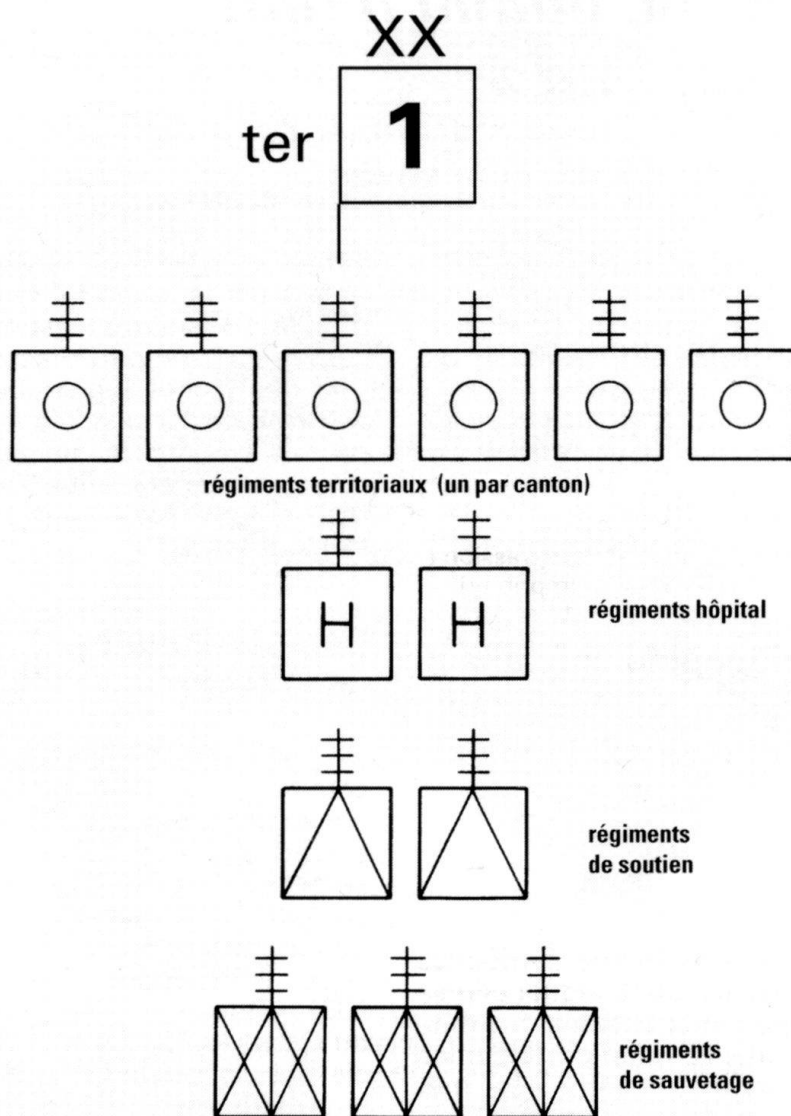 XX
ter 1
régiments territoriaux (un par canton)
H H
régiments hôpital
régiments
de soutien
régiments
de sauvetage